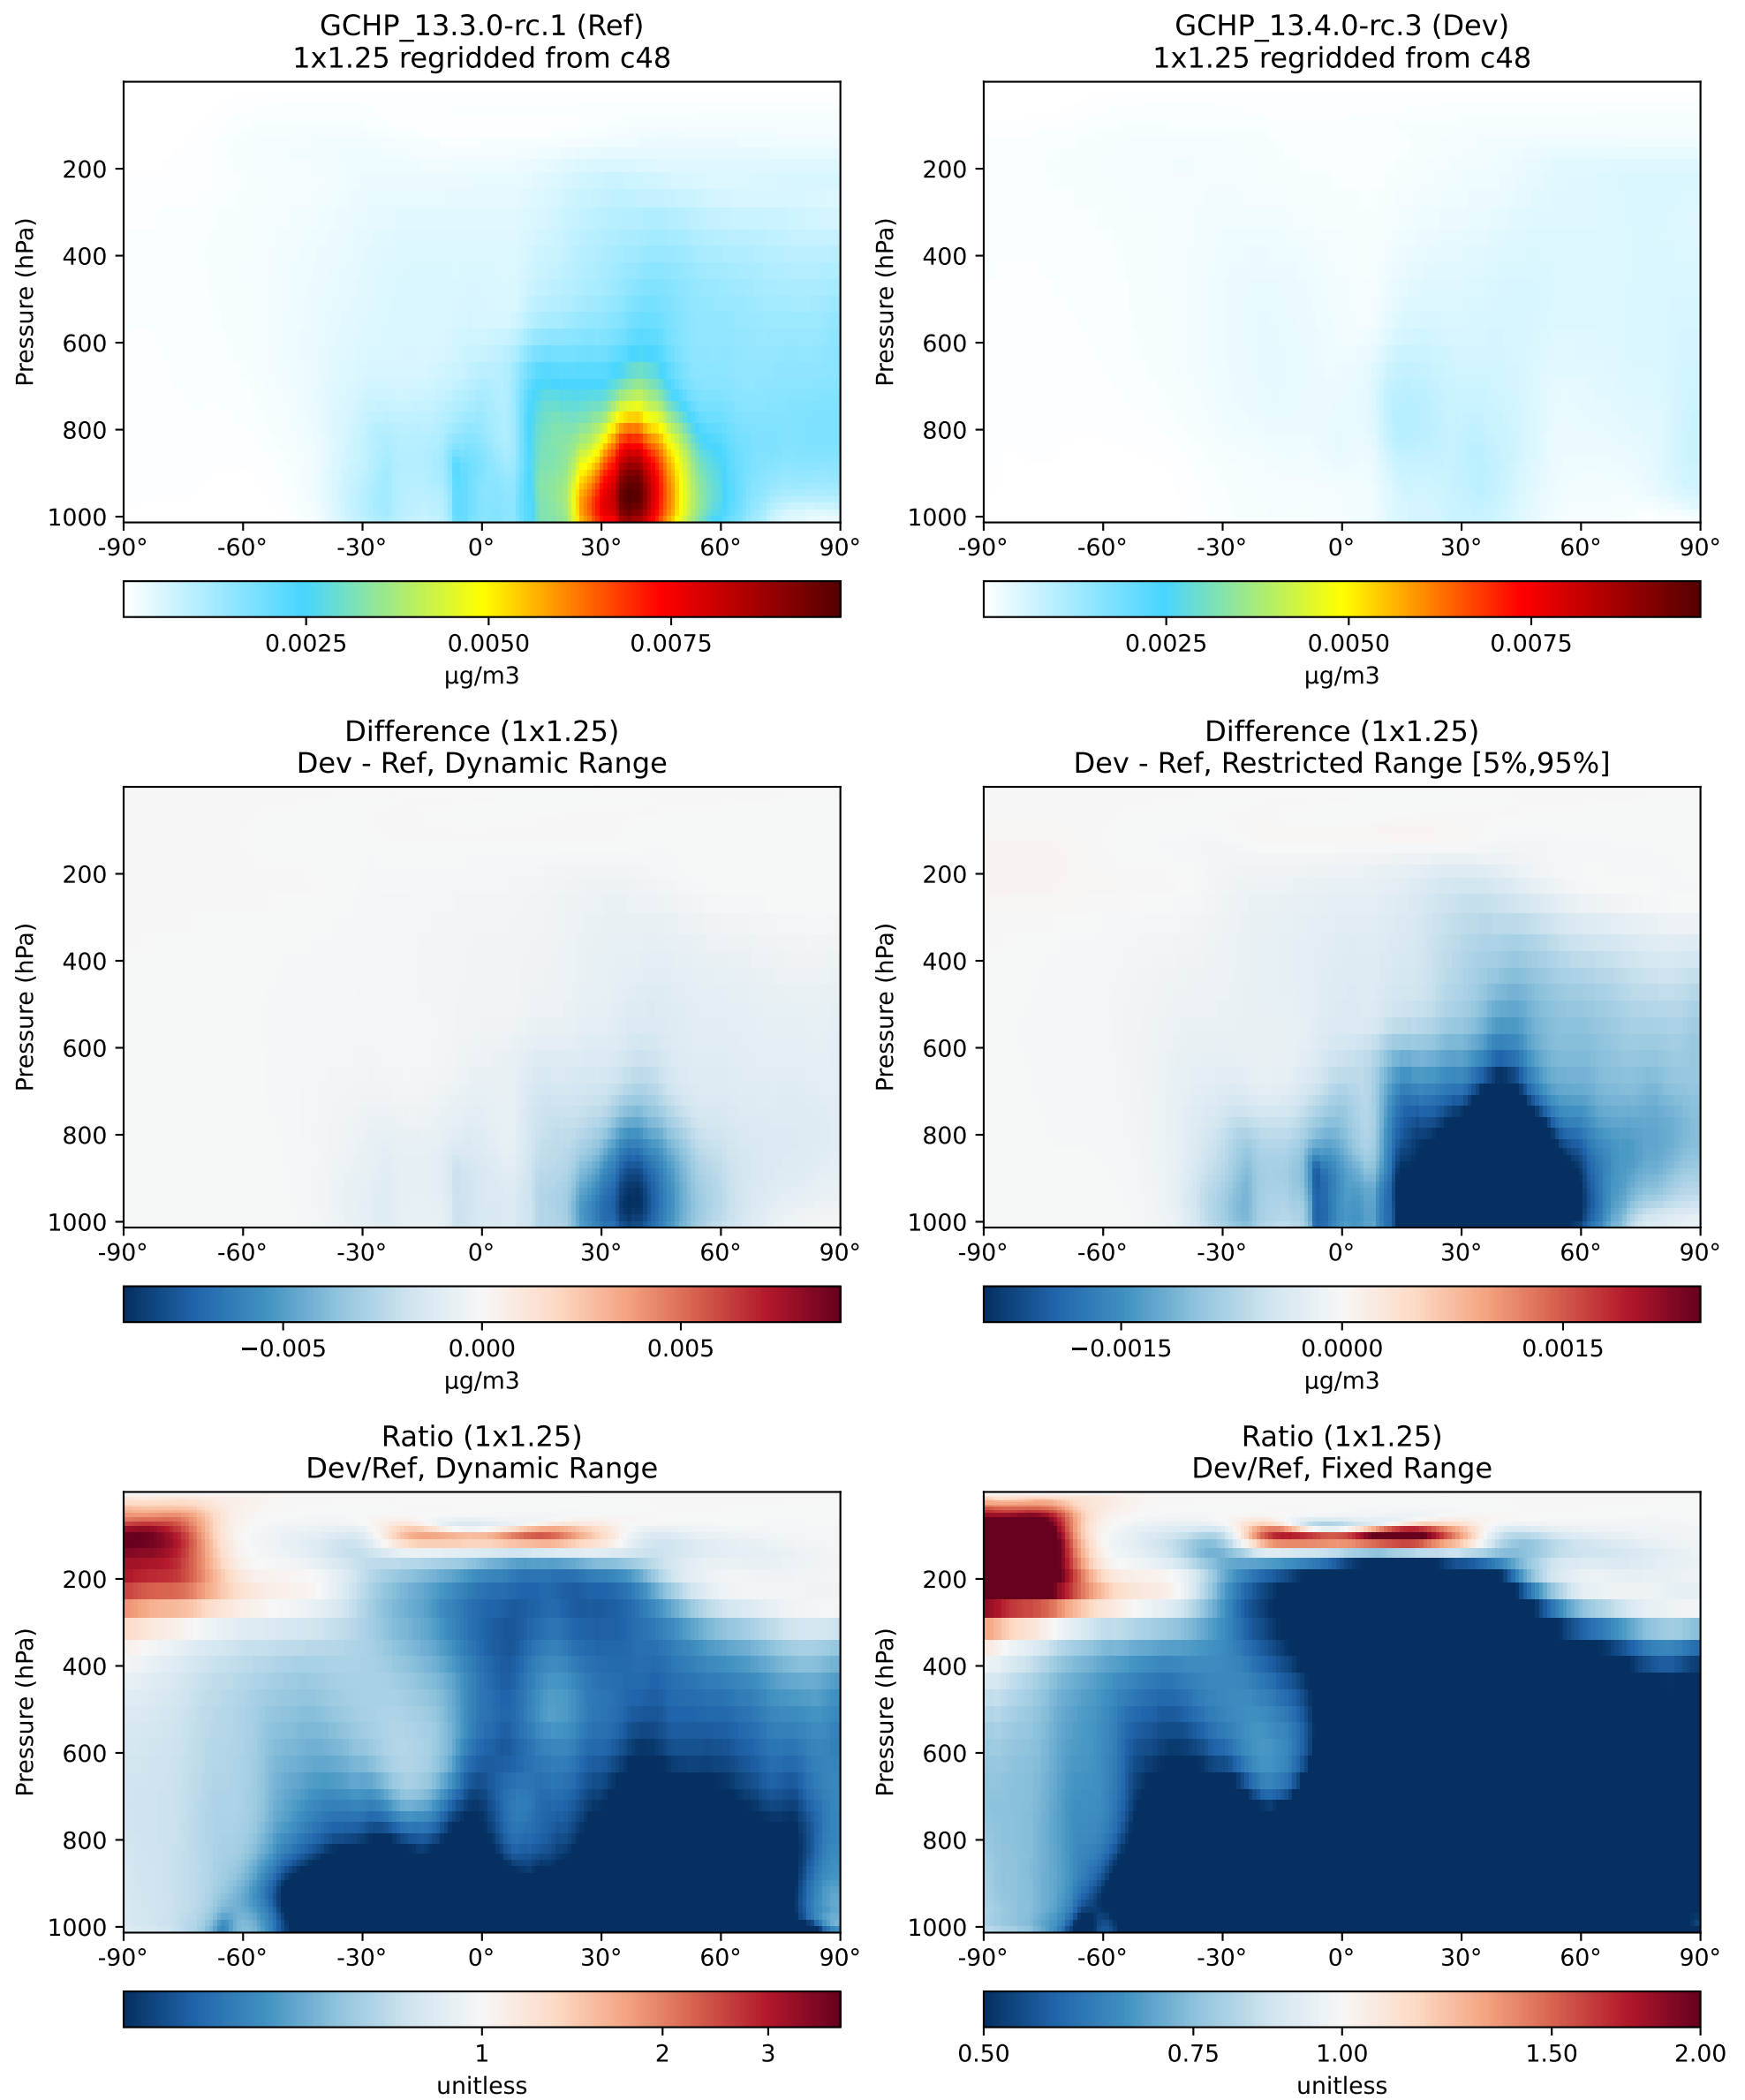 GCHP_13.3.0-rc.1 (Ref)
1x1.25 regridded from c48
Pressure (hPa)
200
400
600
800
1000
-90° -60° -30° 0° 30° 60° 90°
0.0025 0.0050 0.0075
μg/m3
GCHP_13.4.0-rc.3 (Dev)
1x1.25 regridded from c48
Pressure (hPa)
200
400
600
800
1000
-90° -60° -30° 0° 30° 60° 90°
0.0025 0.0050 0.0075
μg/m3
Difference (1x1.25)
Dev - Ref, Dynamic Range
Pressure (hPa)
200
400
600
800
1000
-90° -60° -30° 0° 30° 60° 90°
−0.005 0.000 0.005
μg/m3
Difference (1x1.25)
Dev - Ref, Restricted Range [5%,95%]
Pressure (hPa)
200
400
600
800
1000
-90° -60° -30° 0° 30° 60° 90°
−0.0015 0.0000 0.0015
μg/m3
Ratio (1x1.25)
Dev/Ref, Dynamic Range
Pressure (hPa)
200
400
600
800
1000
-90° -60° -30° 0° 30° 60° 90°
1 2 3
unitless
Ratio (1x1.25)
Dev/Ref, Fixed Range
Pressure (hPa)
200
400
600
800
1000
-90° -60° -30° 0° 30° 60° 90°
0.50 0.75 1.00 1.50 2.00
unitless